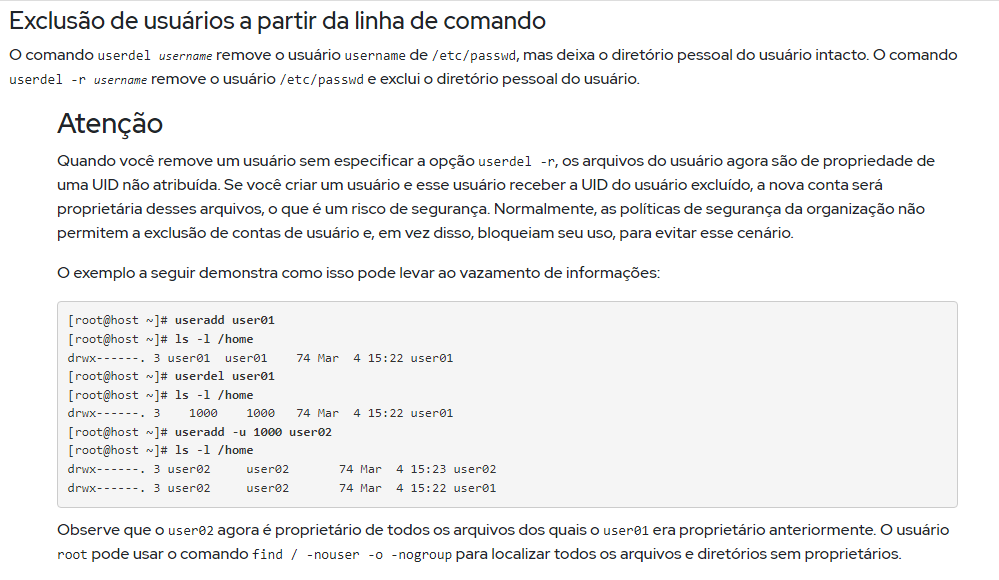 Exclusão de usuários a partir da linha de comando
O comando userdel username remove o usuário username de /etc/passwd, mas deixa o diretório pessoal do usuário intacto. O comando
userdel -r username remove o usuário /etc/passwd e exclui o diretório pessoal do usuário.
Atenção
Quando você remove um usuário sem especificar a opção userdel -r, os arquivos do usuário agora são de propriedade de
uma UID não atribuída. Se você criar um usuário e esse usuário receber a UID do usuário excluído, a nova conta será
proprietária desses arquivos, o que é um risco de segurança. Normalmente, as políticas de segurança da organização não
permitem a exclusão de contas de usuário e, em vez disso, bloqueiam seu uso, para evitar esse cenário.
O exemplo a seguir demonstra como isso pode levar ao vazamento de informações:
[root@host ~]# useradd user01
[root@host ~]# ls -l /home
drwx------. 3 user01  user01    74 Mar  4 15:22 user01
[root@host ~]# userdel user01
[root@host ~]# ls -l /home
drwx------. 3    1000    1000   74 Mar  4 15:22 user01
[root@host ~]# useradd -u 1000 user02
[root@host ~]# ls -l /home
drwx------. 3 user02     user02       74 Mar  4 15:23 user02
drwx------. 3 user02     user02       74 Mar  4 15:22 user01
Observe que o user02 agora é proprietário de todos os arquivos dos quais o user01 era proprietário anteriormente. O usuário
root pode usar o comando find / -nouser -o -nogroup para localizar todos os arquivos e diretórios sem proprietários.